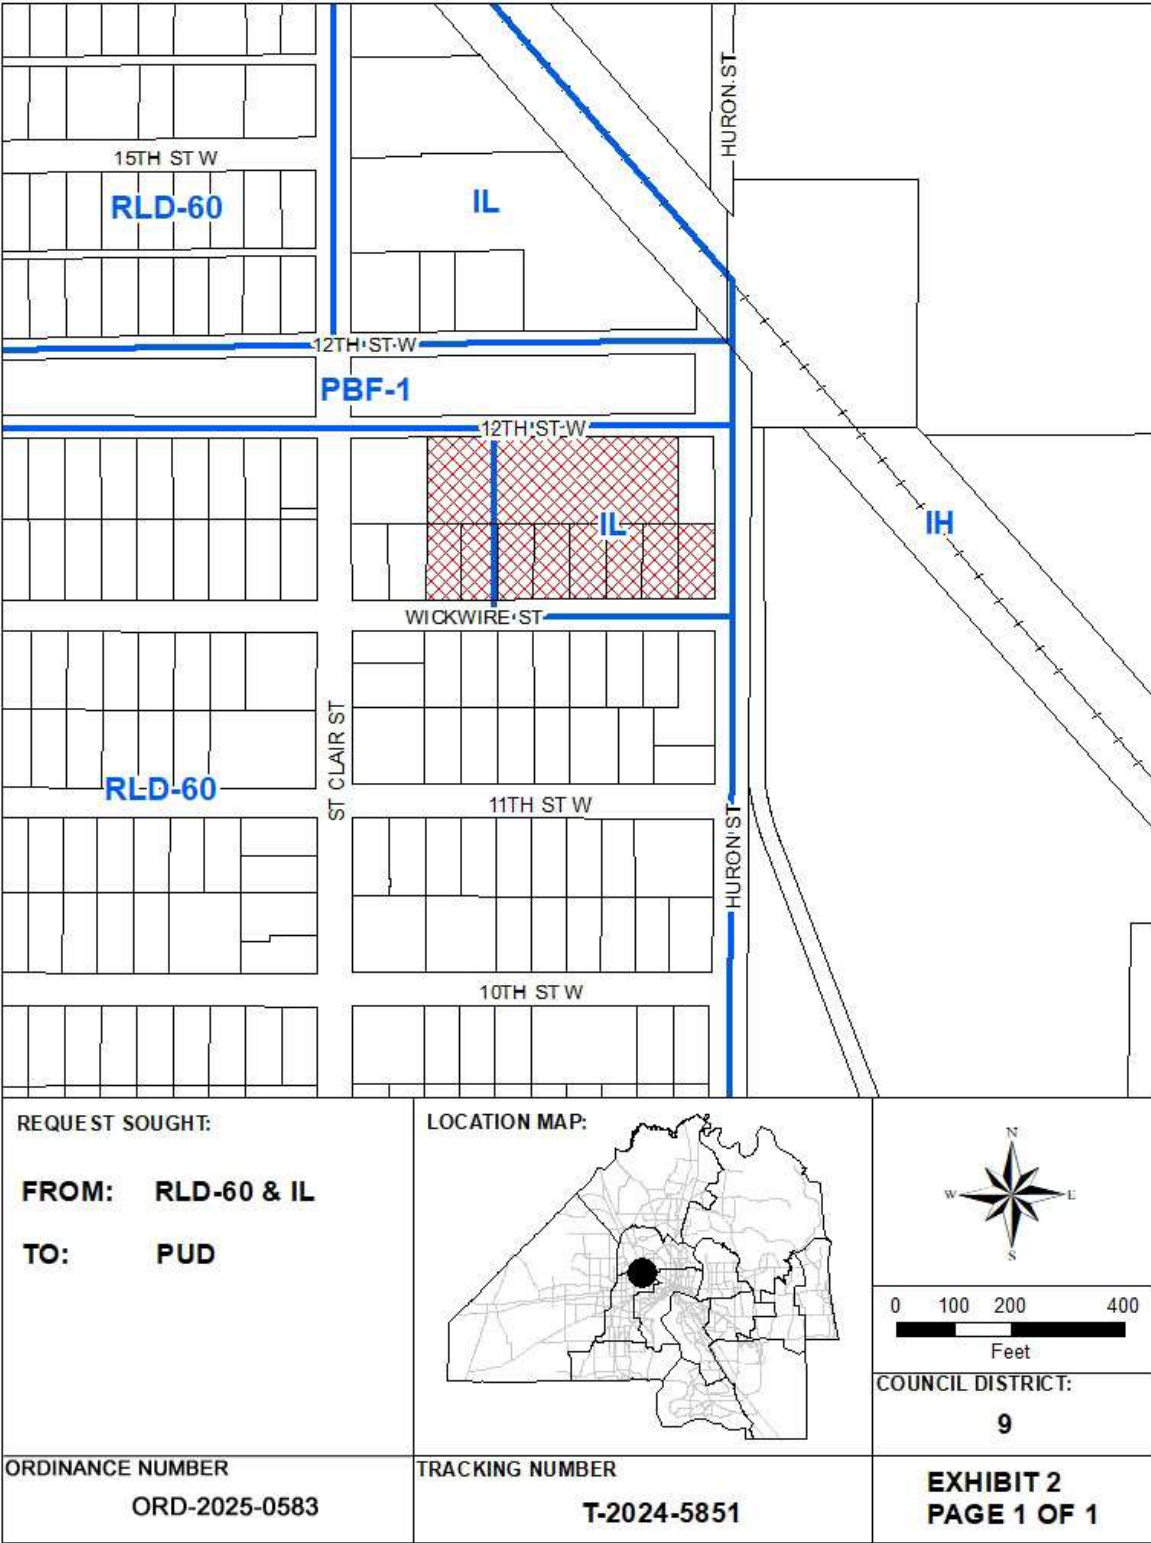 HURON ST
15TH ST W
RLD-60
IL
12TH ST W
PBF-1
12TH ST W
IL
IH
WICKWIRE ST
ST CLAIR ST
RLD-60
11TH ST W
HURON ST
10TH ST W
REQUEST SOUGHT:
FROM: RLD-60 & IL
TO: PUD
LOCATION MAP:
N
W E
S
0 100 200 400
Feet
COUNCIL DISTRICT:
9
ORDINANCE NUMBER
ORD-2025-0583
TRACKING NUMBER
T-2024-5851
EXHIBIT 2
PAGE 1 OF 1